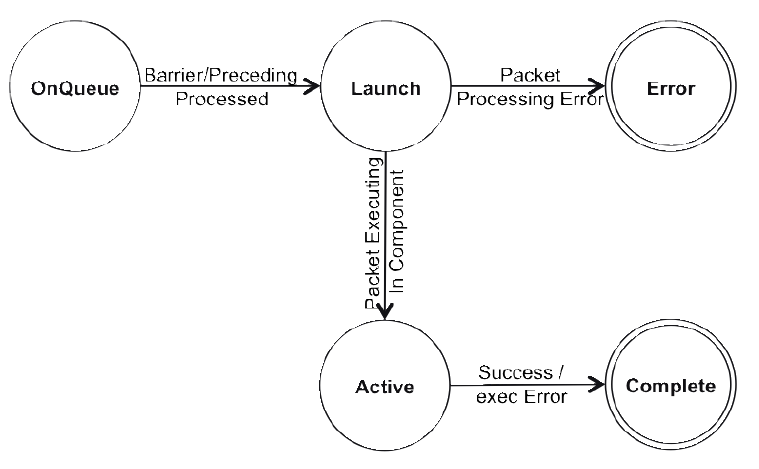 OnQueue
Barrier/Preceding
Processed
Launch
Packet
Processing Error
Error
Packet Executing
In Component
Active
Success /
exec Error
Complete